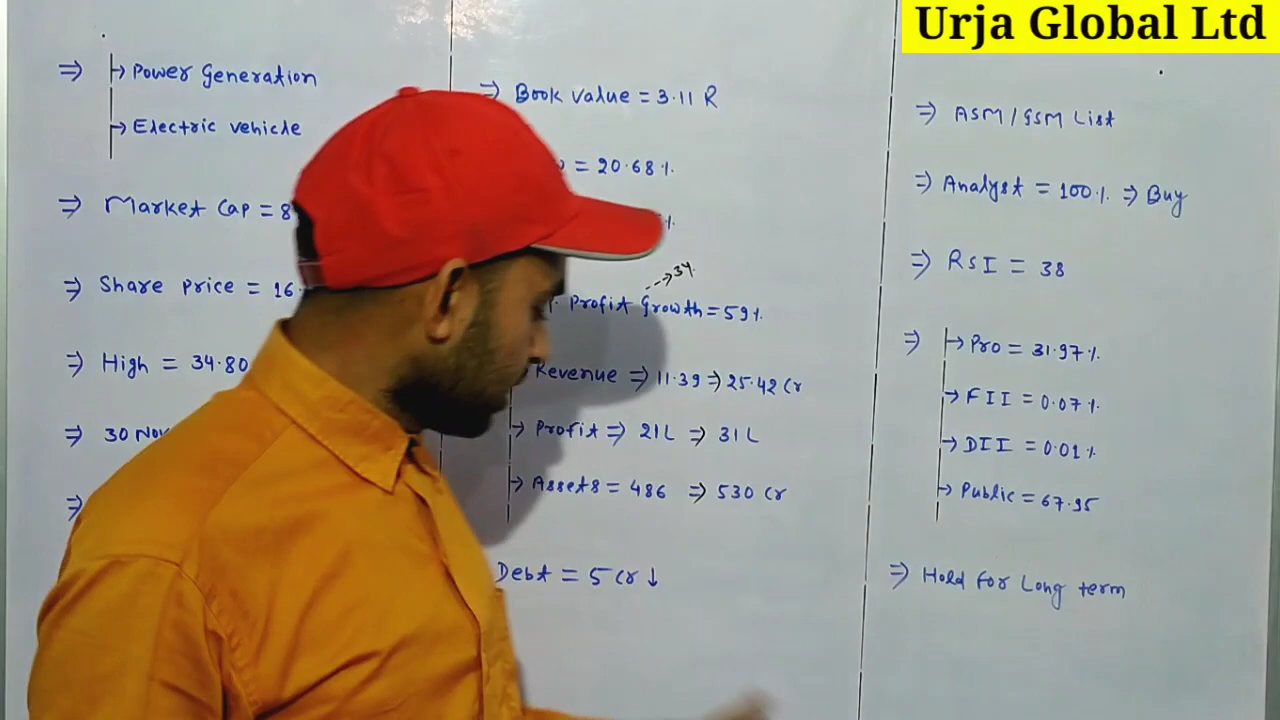 Urja Global Ltd
⇒ Power Generation
Electric vehicle
⇒ Market Cap = 8
⇒ Share price = 16.
⇒ High = 34.80
⇒ 30 Nov
⇒
⇒ Book value = 3.11 R
= 20.68%
%
Profit Growth = 59%
3Y
Revenue ⇒ 11.39 ⇒ 25.42 Cr
Profit ⇒ 21L ⇒ 31L
Assets = 486 ⇒ 530 Cr
Debt = 5 Cr ↓
⇒ ASM / GSM List
⇒ Analyst = 100% ⇒ Buy
⇒ RSI = 38
⇒ Pro = 31.97%
FII = 0.07%
DII = 0.01%
Public = 67.95
⇒ Hold for Long term